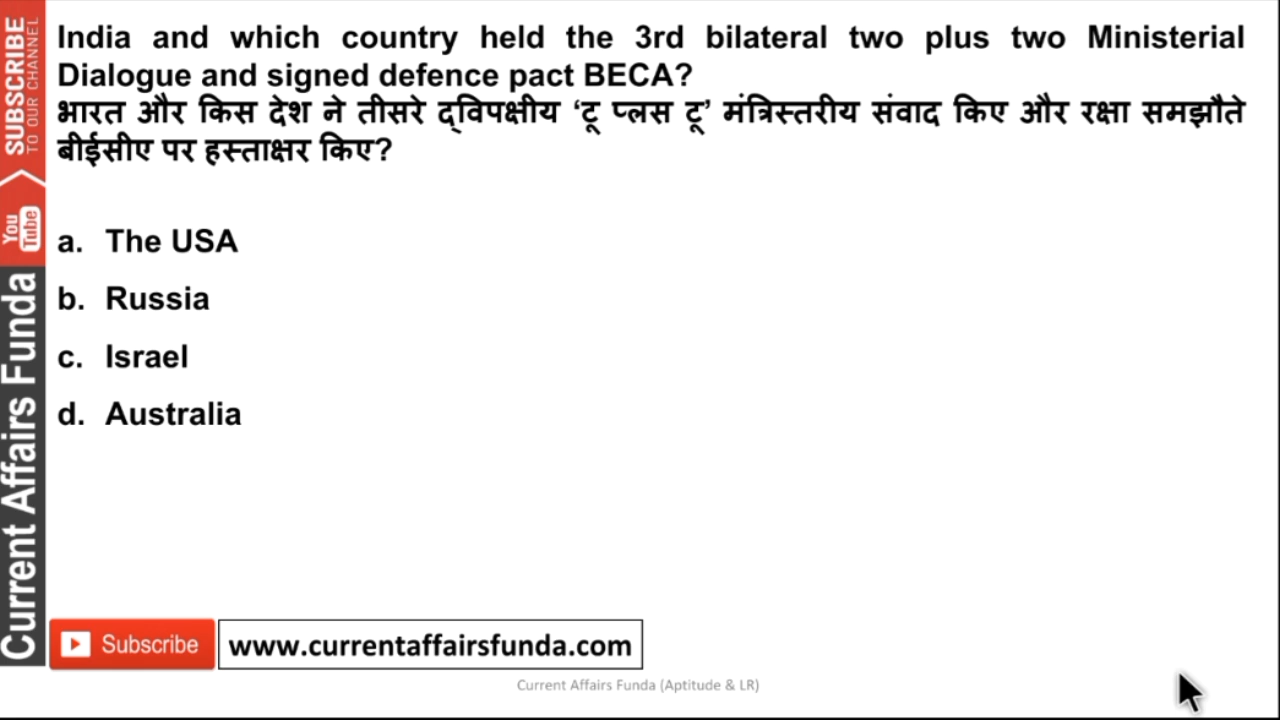 India and which country held the 3rd bilateral two plus two Ministerial
Dialogue and signed defence pact BECA?
भारत और किस देश ने तीसरे द्विपक्षीय ‘टू प्लस टू’ मंत्रिस्तरीय संवाद किए और रक्षा समझौते
बीईसीए पर हस्ताक्षर किए?
a. The USA
b. Russia
c. Israel
d. Australia
SUBSCRIBE
TO OUR CHANNEL
You
Tube
Current Affairs Funda
Subscribe
www.currentaffairsfunda.com
Current Affairs Funda (Aptitude & LR)